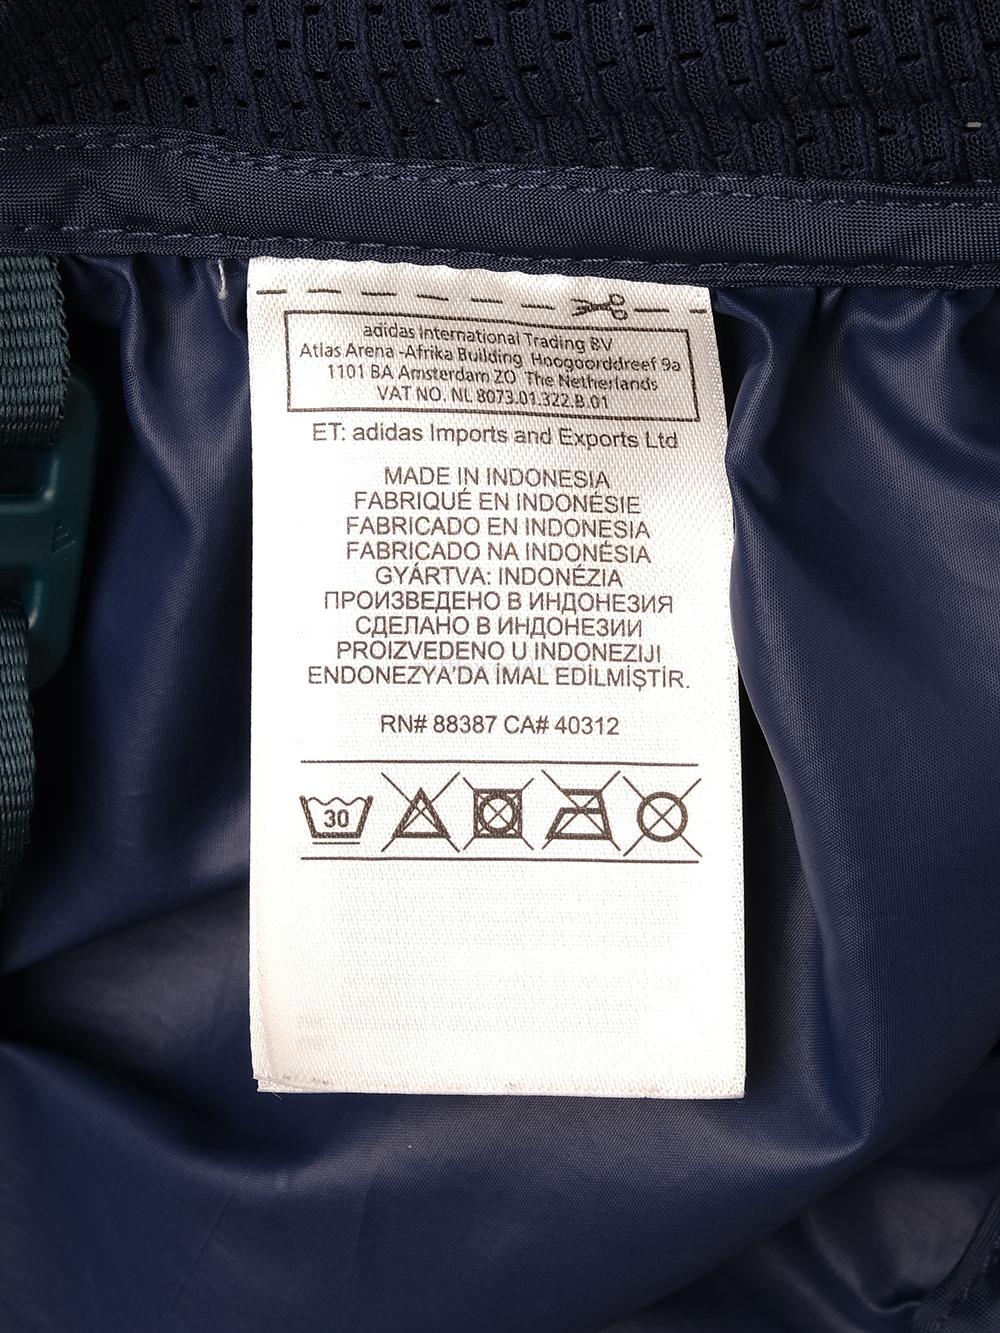 adidas International Trading BV
Atlas Arena -Afrika Building Hoogoorddreef 9a
1101 BA Amsterdam ZO The Netherlands
VAT NO. NL 8073.01.322.B.01
ET: adidas Imports and Exports Ltd
MADE IN INDONESIA
FABRIQUÉ EN INDONÉSIE
FABRICADO EN INDONESIA
FABRICADO NA INDONÉSIA
GYÁRTVA: INDONÉZIA
ПРОИЗВЕДЕНО В ИНДОНЕЗИЯ
СДЕЛАНО В ИНДОНЕЗИИ
PROIZVEDENO U INDONEZIJI
ENDONEZYA'DA İMAL EDİLMİŞTİR.
RN# 88387 CA# 40312
30